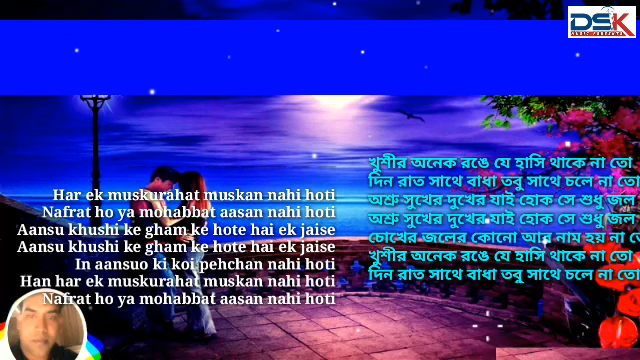 DSK
Har ek muskurahat muskan nahi hoti
Nafrat ho ya mohabbat aasan nahi hoti
Aansu khushi ke gham ke hote hai ek jaise
Aansu khushi ke gham ke hote hai ek jaise
In aansuo ki koi pehchan nahi hoti
Han har ek muskurahat muskan nahi hoti
Nafrat ho ya mohabbat aasan nahi hoti
খুশীর অনেক রঙে যে হাসি থাকে না তো
দিন রাত সাথে বাধা তবু সাথে চলে না তো
অশ্রু সুখের দুখের যাই হোক সে শুধু জল
অশ্রু সুখের দুখের যাই হোক সে শুধু জল
চোখের জলের কোনো আর নাম হয় না
খুশীর অনেক রঙে যে হাসি থাকে না তো
দিন রাত সাথে বাধা তবু সাথে চলে না তো